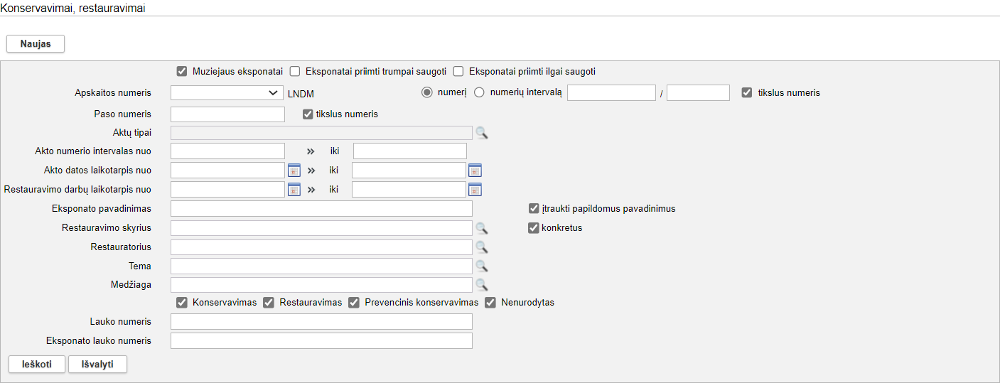 Konservavimai, restauravimai
Naujas
Muziejaus eksponatai Eksponatai priimti trumpai saugoti Eksponatai priimti ilgai saugoti
Apskaitos numeris LNDM numerį numerių intervalą / tikslus numeris
Paso numeris tikslus numeris
Aktų tipai
Akto numerio intervalas nuo » iki
Akto datos laikotarpis nuo » iki
Restauravimo darbų laikotarpis nuo » iki
Eksponato pavadinimas įtraukti papildomus pavadinimus
Restauravimo skyrius konkretus
Restauratorius
Tema
Medžiaga
Konservavimas Restauravimas Prevencinis konservavimas Nenurodytas
Lauko numeris
Eksponato lauko numeris
Ieškoti Išvalyti